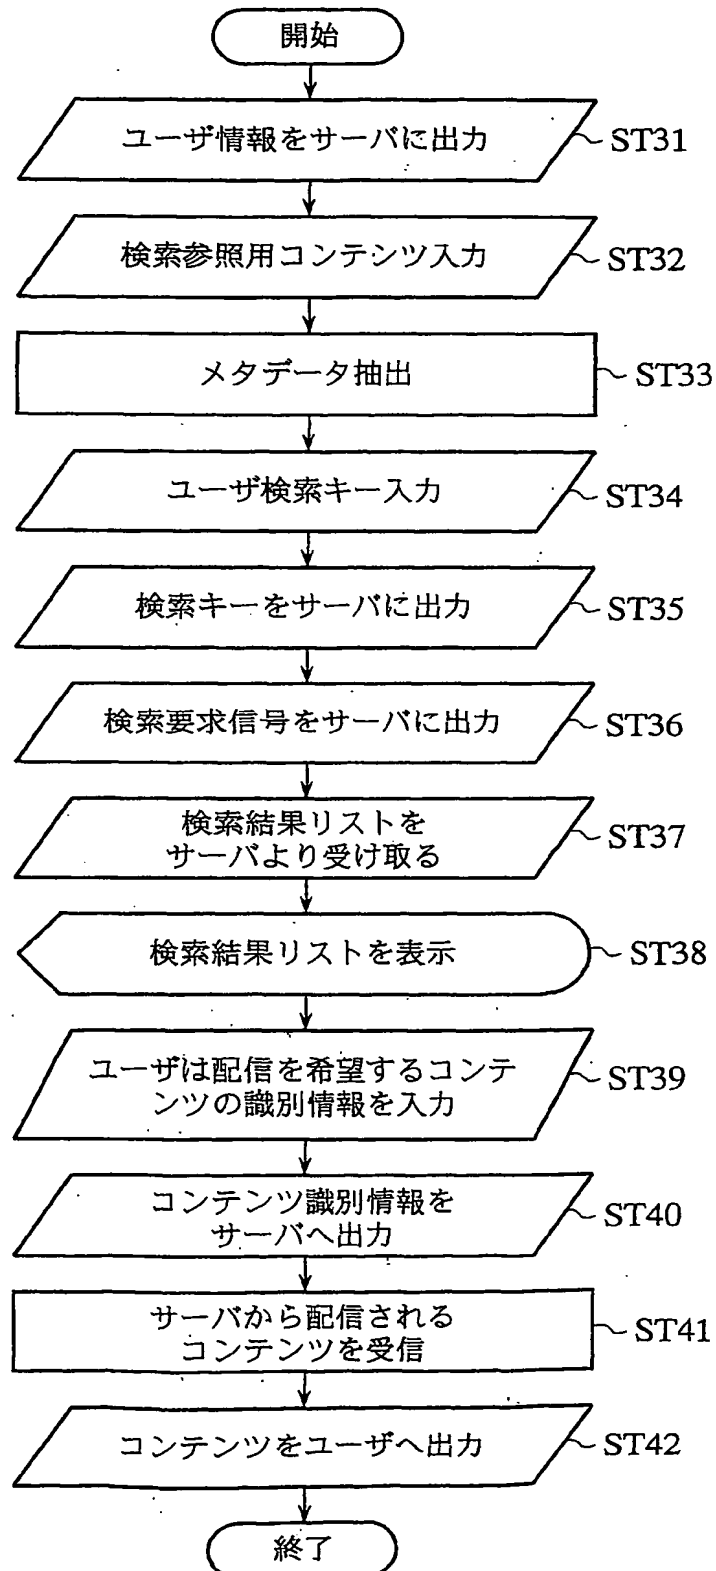 開始
ユーザ情報をサーバに出力
ST31
検索参照用コンテンツ入力
ST32
メタデータ抽出
ST33
ユーザ検索キー入力
ST34
検索キーをサーバに出力
ST35
検索要求信号をサーバに出力
ST36
検索結果リストを
サーバより受け取る
ST37
検索結果リストを表示
ST38
ユーザは配信を希望するコンテ
ンツの識別情報を入力
ST39
コンテンツ識別情報を
サーバへ出力
ST40
サーバから配信される
コンテンツを受信
ST41
コンテンツをユーザへ出力
ST42
終了